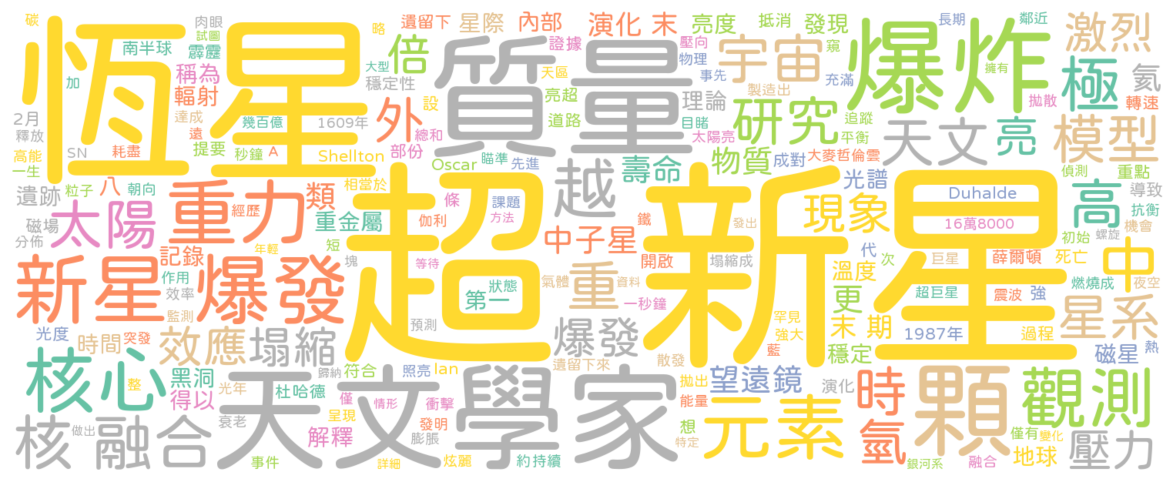 碳
肉眼
試圖
略
遺留下
星際
內部
演化
末
亮度
抵消
發現
長期
鄰近
擁有
激烈
南半球
霹靂
倍
證據
壓向
物理
窺
恆星
質量
宇宙
爆炸
極
氦
大型
天區
事先
充滿
加
稱為
穩定性
輻射
設
亮超
理論
製造出
拋散
轉速
2月
達成
幾百億
1609年
外
道路
目睹
研究
追蹤
天文
亮
模型
釋放
遠
SN
耗盡
提要
總和
太陽亮
平衡
高能
秒鐘
A
Shellton
部份
Oscar
瞄準
先進
物質
成對
大麥哲倫雲
偵測
重點
一生
遺跡
粒子
八
朝向
重力
類
相當於
條
課題
越
壽命
光譜
Duhalde
高
導致
抗衡
磁場
太陽
經歷
重金屬
伽利
方法
鐵
發出
現象
16萬8000
初始
機會
分佈
記錄
年輕
短
超新星
中子星
代
次
巨星
薛爾頓
死亡
螺旋
中
新星
爆發
作用
塊
等待
狀態
氣體
開啟
資料
塌縮成
溫度
燃燒成
夜空
效率
第一
重
一秒鐘
更
超巨星
震波
強
監測
預測
罕見
強大
末期
1987年
過程
星系
光度
時間
突發
效應
塌縮
爆發
散發
藍
穩定
磁星
熱
核心
整
黑洞
光年
歸納
符合
照亮
Ian
遺留下來
拋出
望遠鏡
演化
時
顆
觀測
得以
杜哈德
僅
情形
衝擊
能量
核融合
做出
衰老
天文學家
呈現
發明
想
元素
氫
僅有
變化
壓力
解釋
膨脹
特定
地球
事件
詳細
炫麗
約持續
銀河系
融合